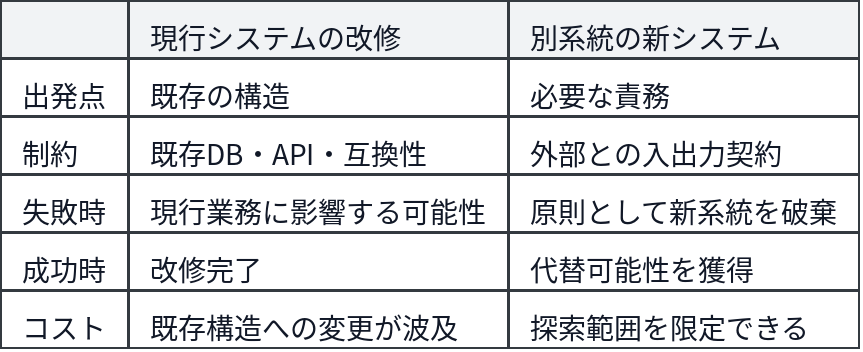 現行システムの改修 別系統の新システム
出発点 既存の構造 必要な責務
制約 既存DB・API・互換性 外部との入出力契約
失敗時 現行業務に影響する可能性 原則として新系統を破棄
成功時 改修完了 代替可能性を獲得
コスト 既存構造への変更が波及 探索範囲を限定できる